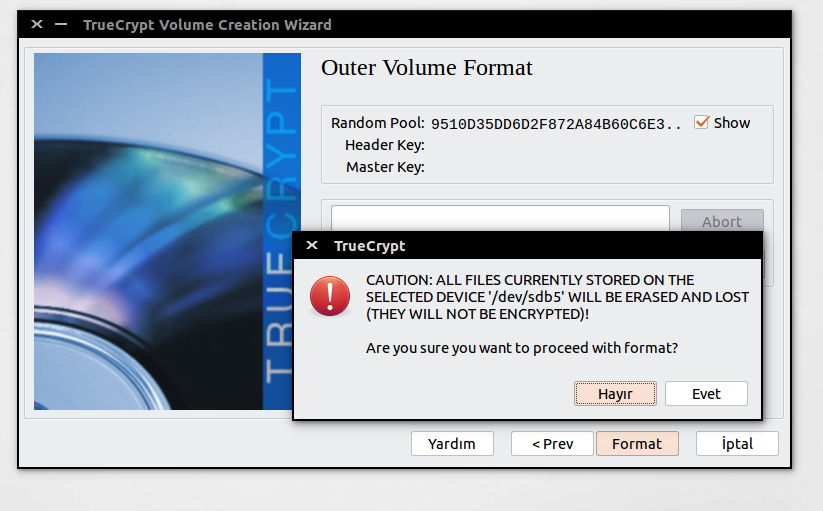 TrueCrypt Volume Creation Wizard
TRUECRYPT
Outer Volume Format
Random Pool: 9510D35DD6D2F872A84B60C6E3.. Show
Header Key:
Master Key:
Abort
TrueCrypt
CAUTION: ALL FILES CURRENTLY STORED ON THE
SELECTED DEVICE '/dev/sdb5' WILL BE ERASED AND LOST
(THEY WILL NOT BE ENCRYPTED)!
Are you sure you want to proceed with format?
Hayır Evet
Yardım < Prev Format İptal